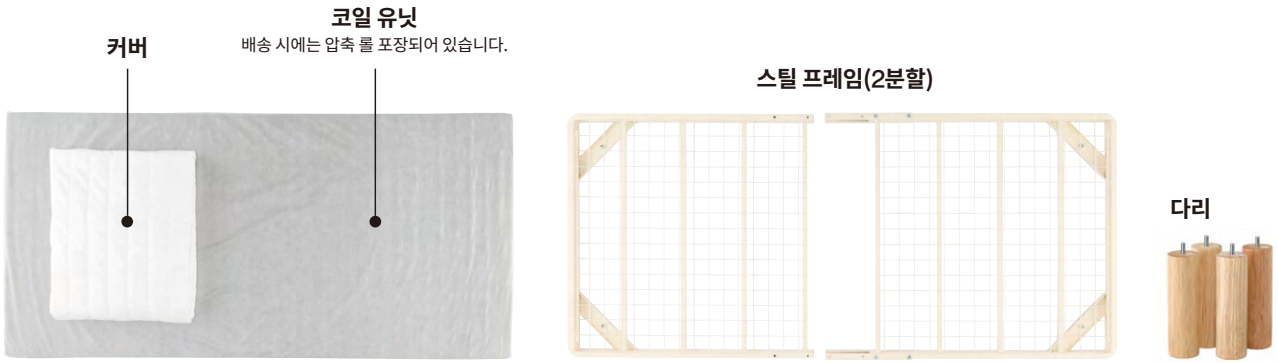 커버
코일 유닛
배송 시에는 압축 롤 포장되어 있습니다.
스틸 프레임(2분할)
다리